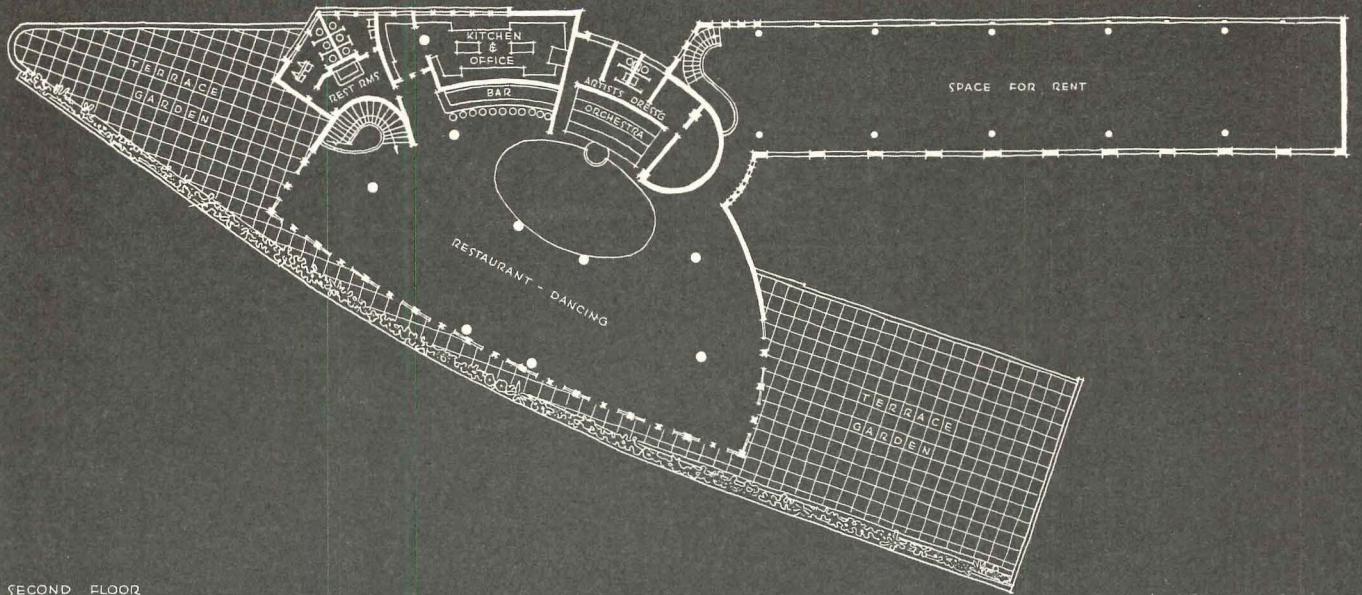 TERRACE
GARDEN
REST RMS
KITCHEN
&
OFFICE
BAR
ARTISTS DRESS'G
ORCHESTRA
SPACE FOR RENT
RESTAURANT - DANCING
TERRACE
GARDEN
SECOND FLOOR